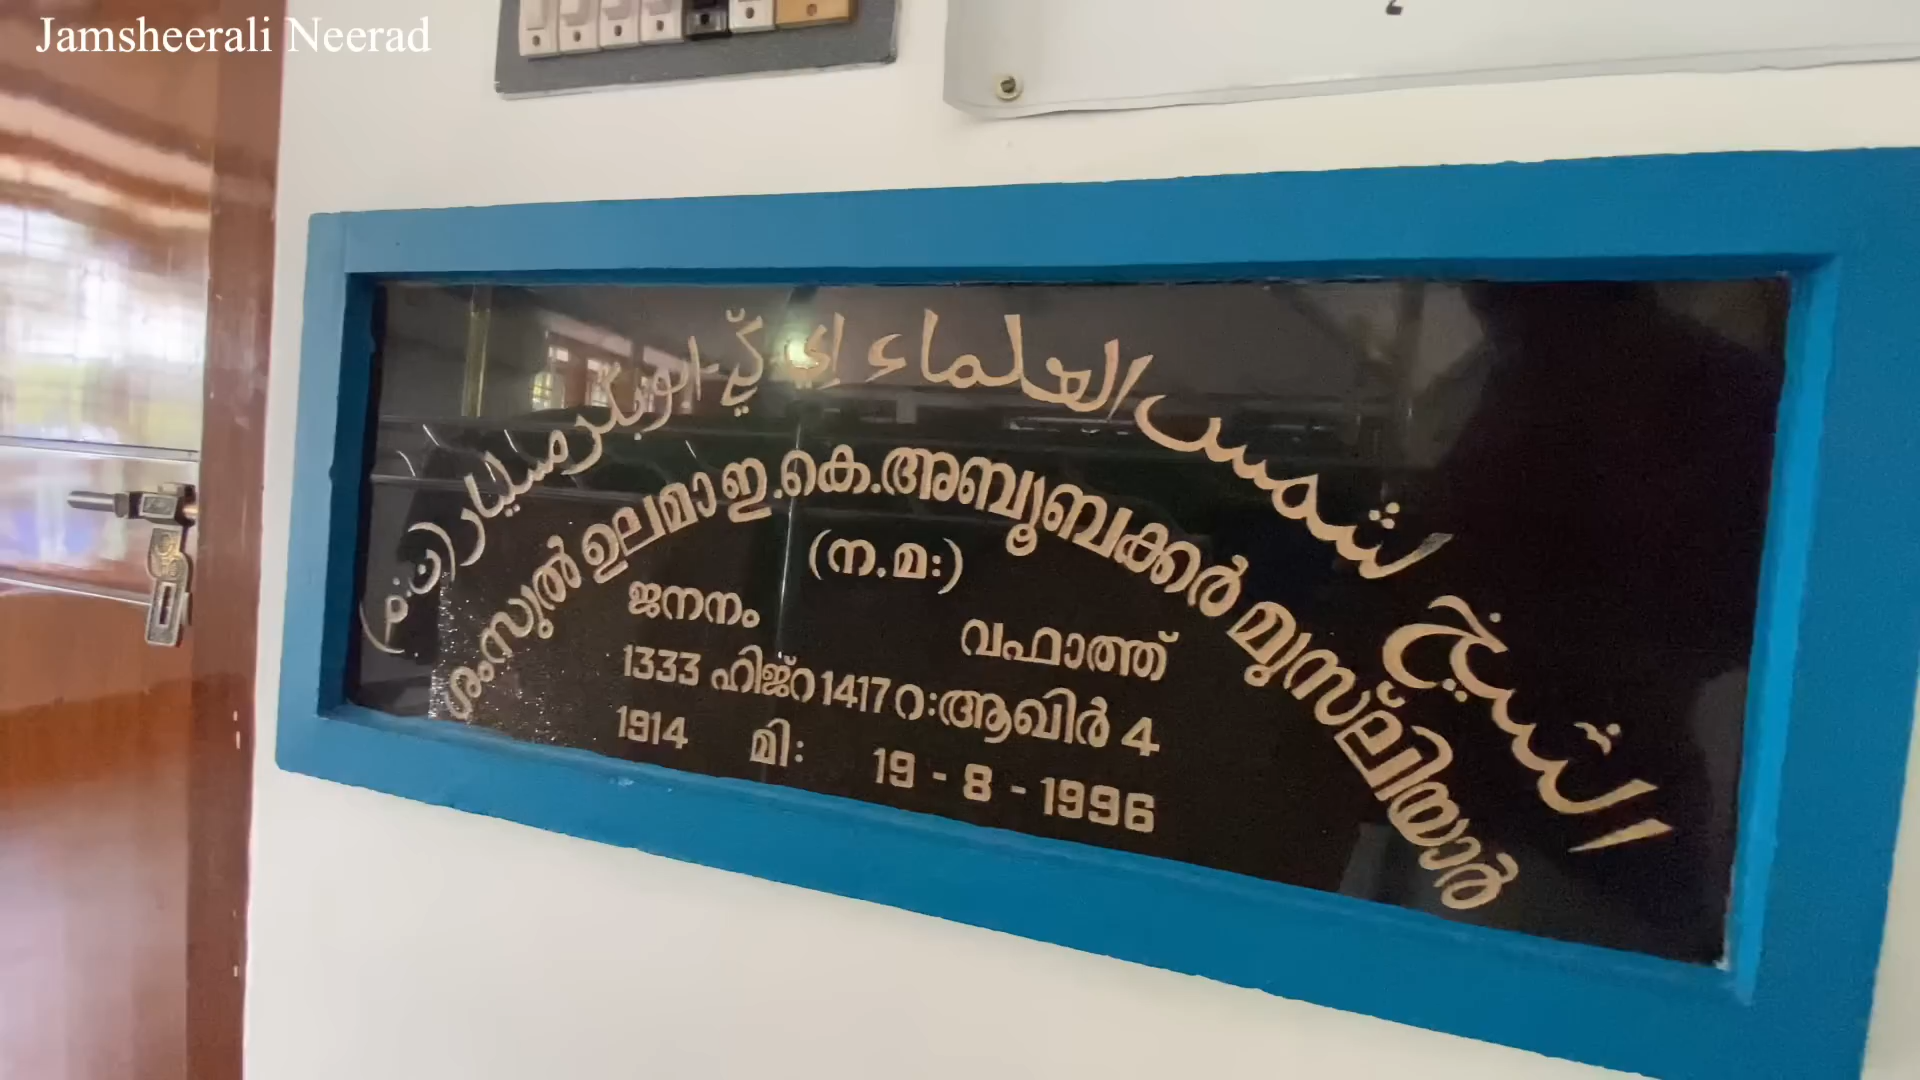 Jamsheerali Neerad
الشيخ شمس العلماء إي كّي ابوبكر مسليار (ن:م)
ശംസുൽ ഉലമാ ഇ.കെ.അബൂബക്കർ മുസ്ലിയാർ
(ന.മ:)
ജനനം വഫാത്ത്
1333 ഹിജ്റ 1417 റ:ആഖിർ 4
1914 മി: 19 - 8 - 1996